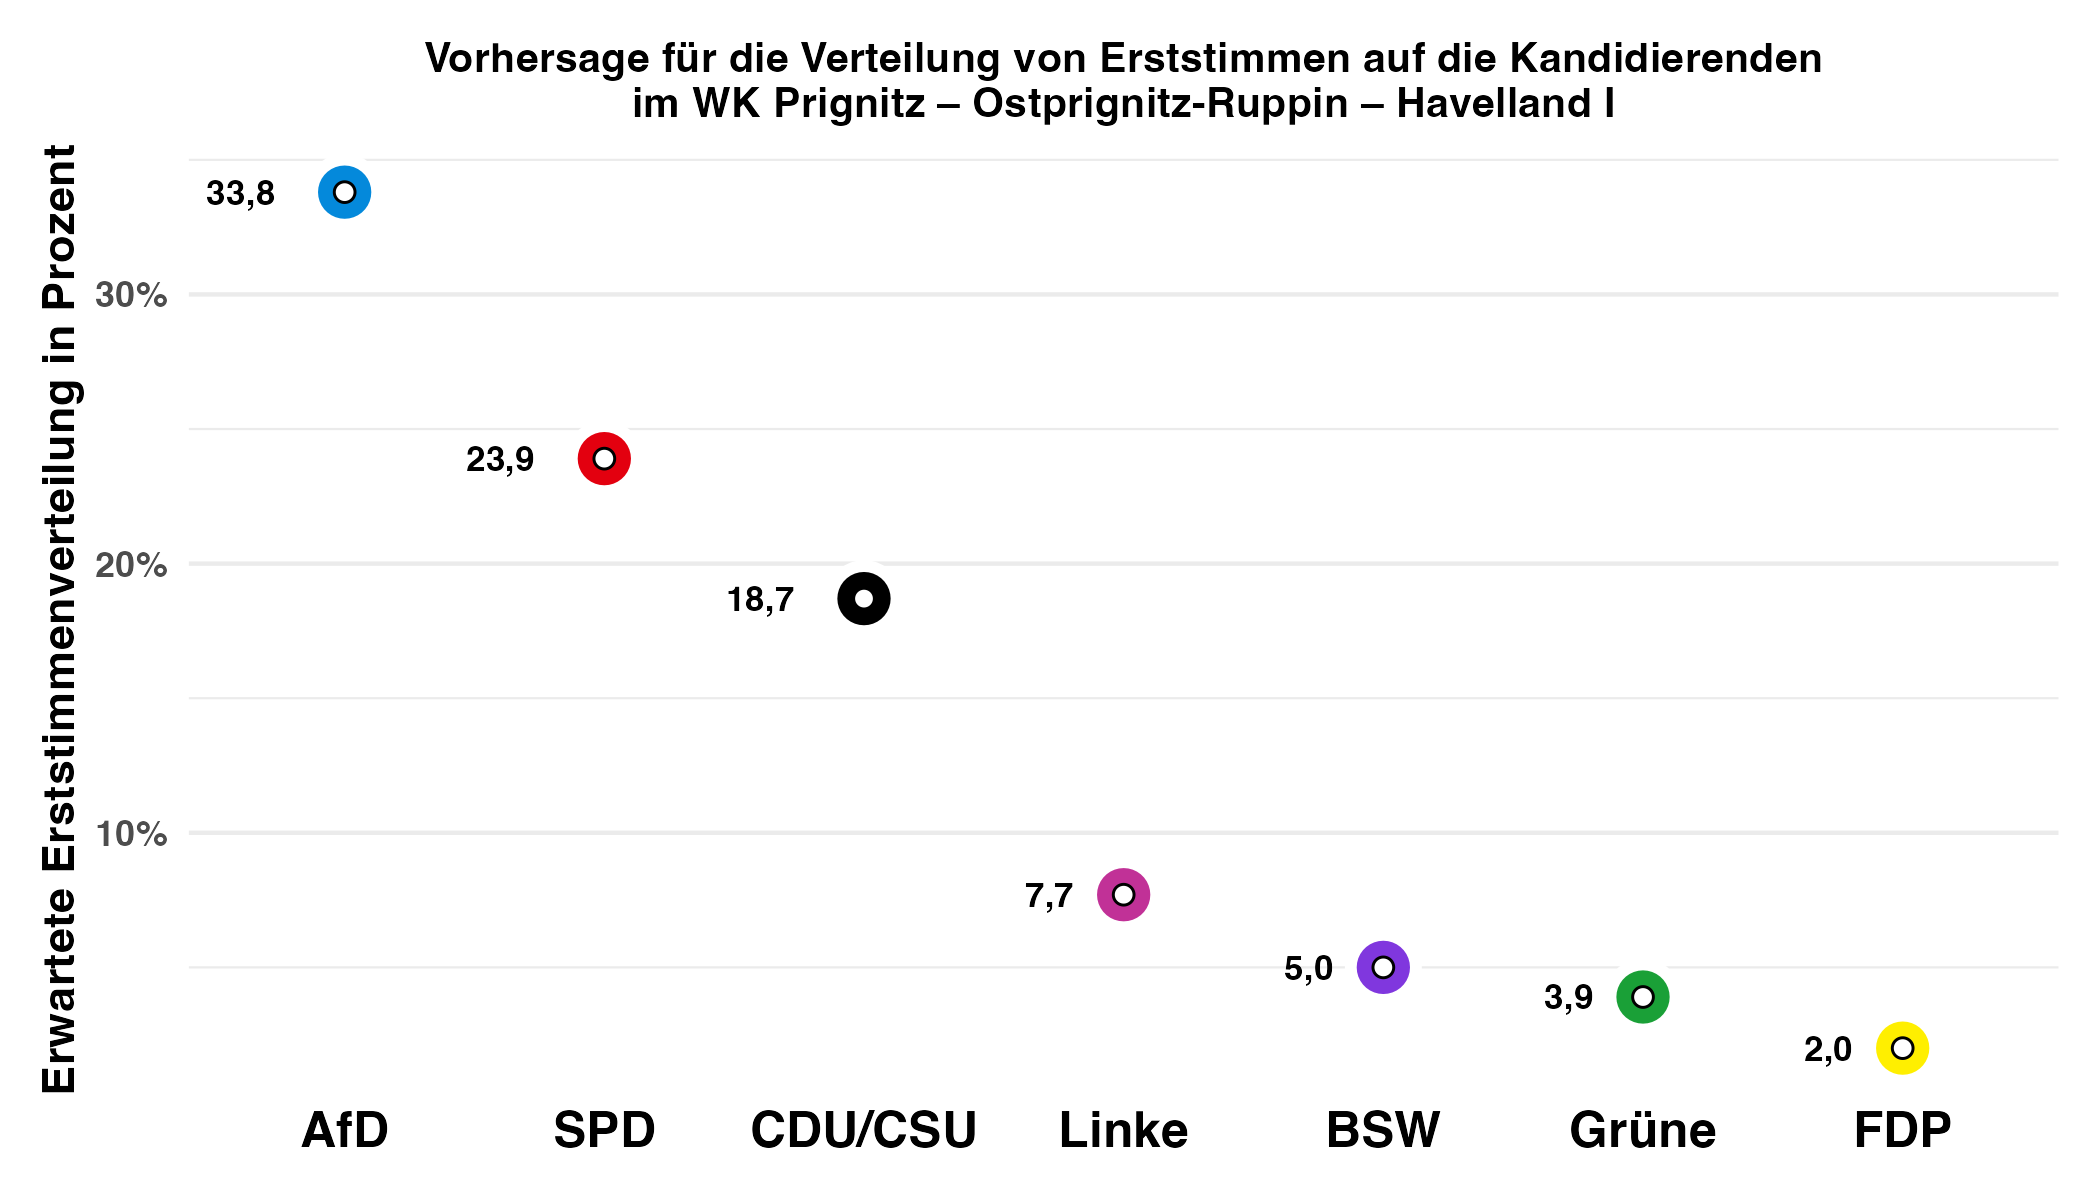 Vorhersage für die Verteilung von Erststimmen auf die Kandidierenden
im WK Prignitz – Ostprignitz-Ruppin – Havelland I
Erwartete Erststimmenverteilung in Prozent
33,8
30%
23,9
20%
18,7
10%
7,7
5,0
3,9
2,0
AfD
SPD
CDU/CSU
Linke
BSW
Grüne
FDP